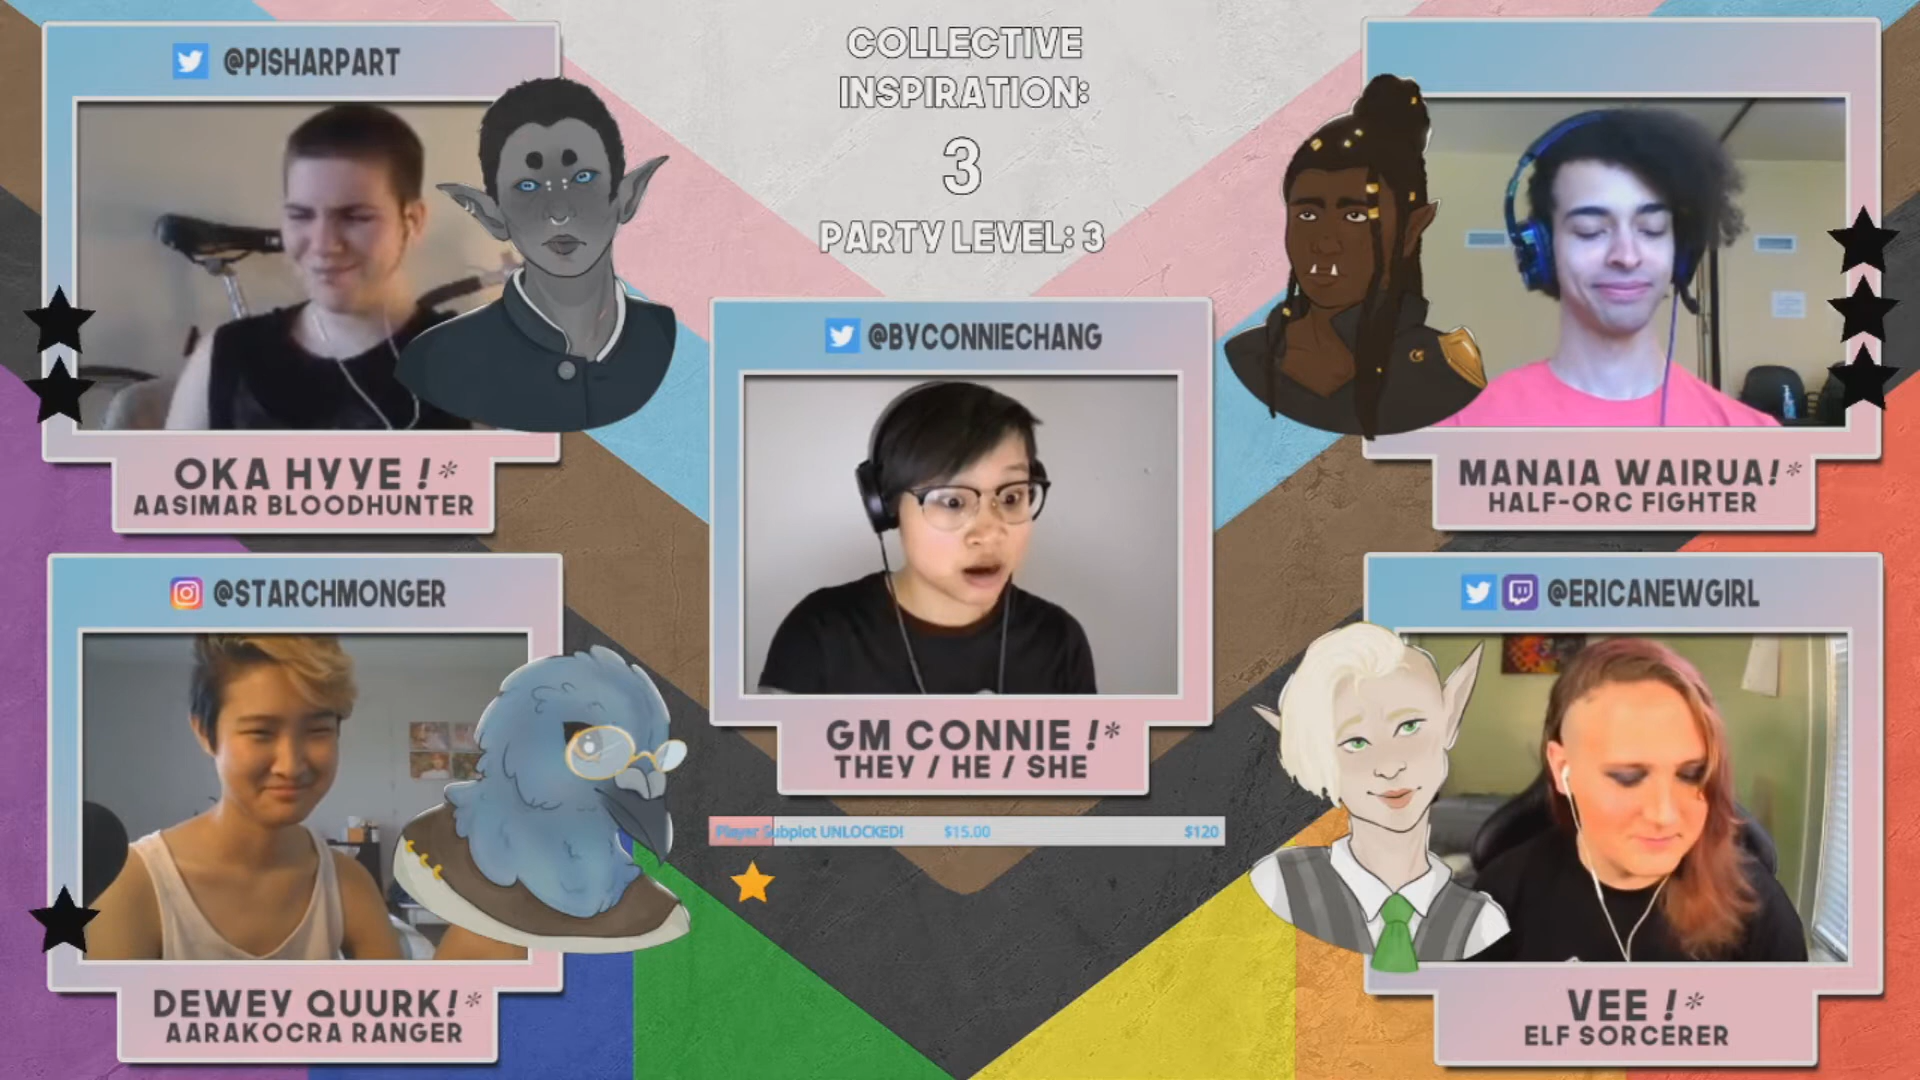 @PISHARPART
OKA HYYE !*
AASIMAR BLOODHUNTER
COLLECTIVE
INSPIRATION:
3
PARTY LEVEL: 3
MANAIA WAIRUA!*
HALF-ORC FIGHTER
@BYCONNIECHANG
GM CONNIE !*
THEY / HE / SHE
Player Subplot UNLOCKED! $15.00 $120
@STARCHMONGER
DEWEY QUURK!*
AARAKOCRA RANGER
@ERICANEWGIRL
VEE !*
ELF SORCERER